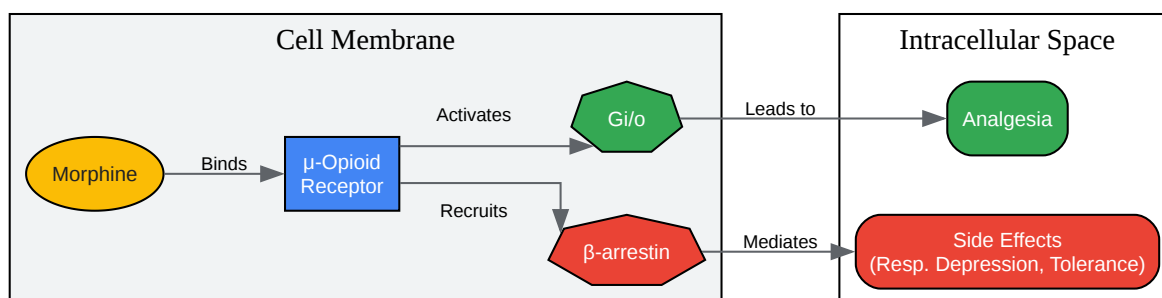 Cell Membrane
Intracellular Space
Morphine
Binds
μ-Opioid
Receptor
Activates
Gi/o
Leads to
Analgesia
Recruits
β-arrestin
Mediates
Side Effects
(Resp. Depression, Tolerance)